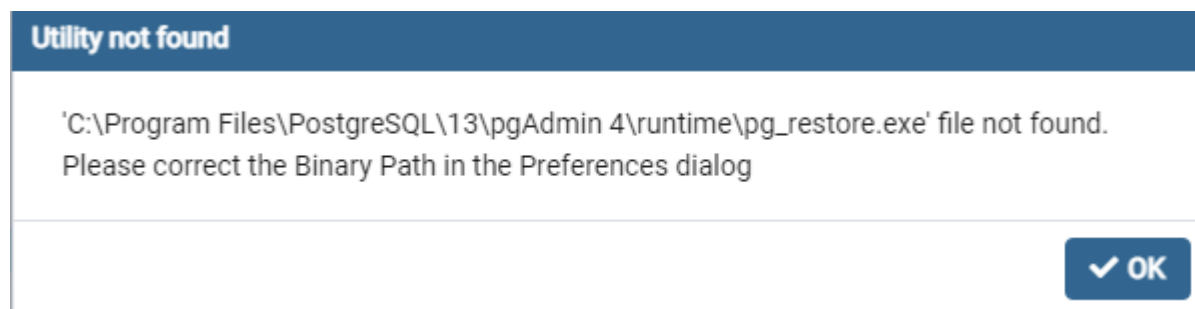 Utility not found
'C:\Program Files\PostgreSQL\13\pgAdmin 4\runtime\pg_restore.exe' file not found.
Please correct the Binary Path in the Preferences dialog
✓ OK